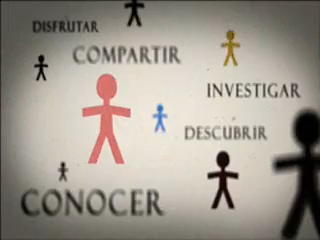 DISFRUTAR
COMPARTIR
INVESTIGAR
DESCUBRIR
CONOCER